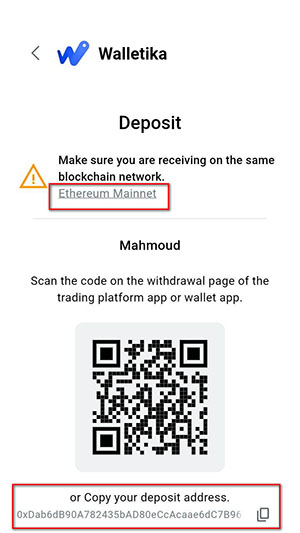 Walletika
Deposit
Make sure you are receiving on the same
blockchain network.
Ethereum Mainnet
Mahmoud
Scan the code on the withdrawal page of the
trading platform app or wallet app.
or Copy your deposit address.
0xDab6dB90A782435bAD80eCcAcaae6dC7B96